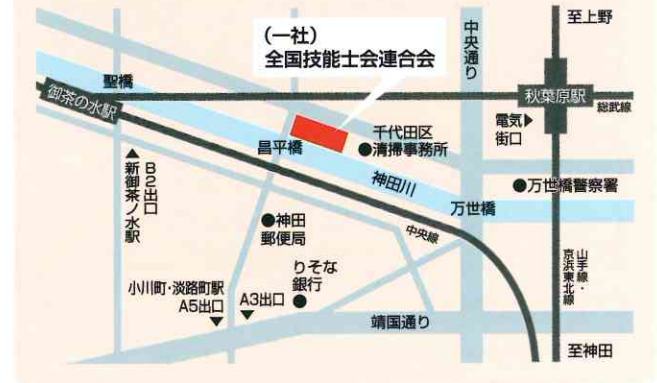 至上野
（一社）
全国技能士会連合会
中央通り
聖橋
御茶の水駅
秋葉原駅
総武線
電気
街口
千代田区
清掃事務所
昌平橋
神田川
B2出口
新御茶ノ水駅
万世橋
万世橋警察署
神田
郵便局
中央線
山手線・
京浜東北線
りそな
銀行
小川町・淡路町駅
A5出口
A3出口
靖国通り
至神田